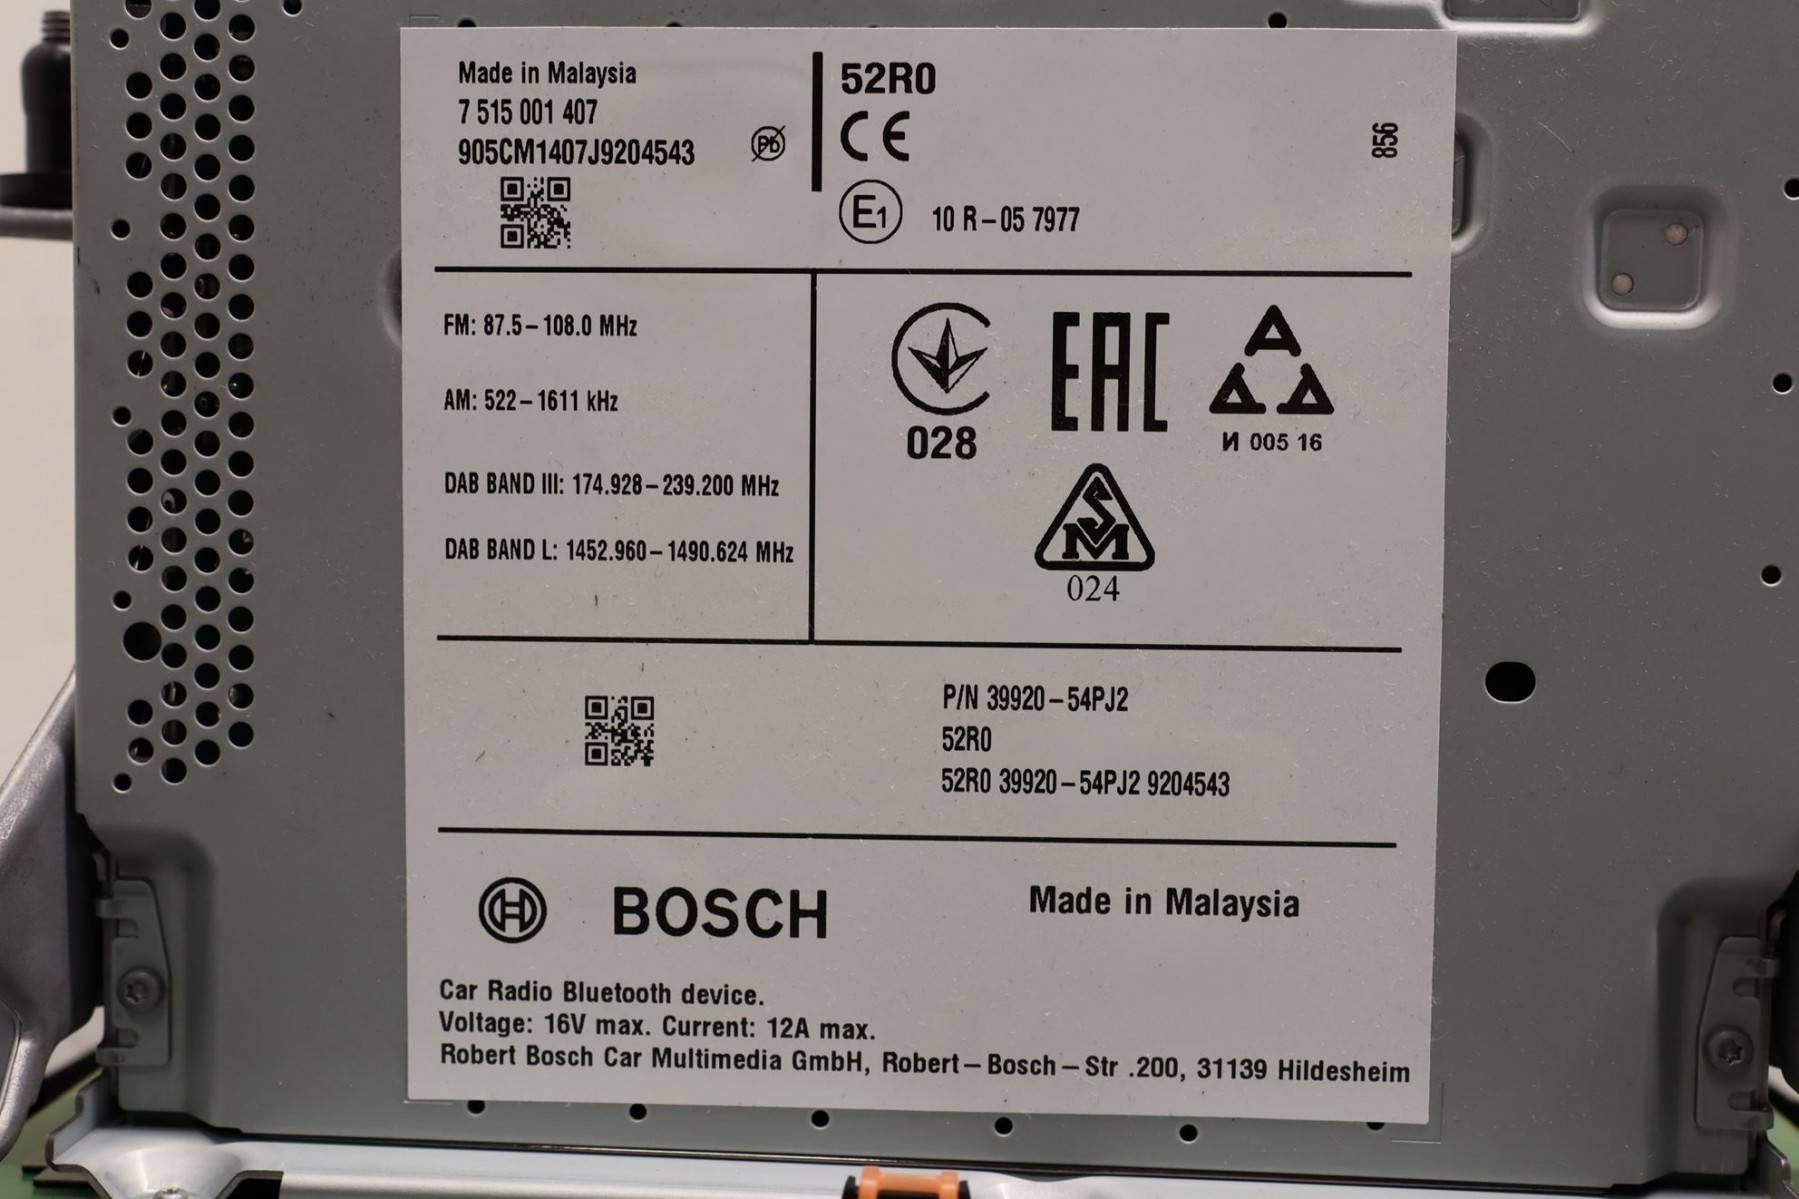 Made in Malaysia
7 515 001 407
905CM1407J9204543
Pb
52R0
CE
E1 10 R-05 7977
856
FM: 87.5-108.0 MHz
AM: 522-1611 kHz
DAB BAND III: 174.928-239.200 MHz
DAB BAND L: 1452.960-1490.624 MHz
028
EAC
A A A
И 005 16
SM
024
P/N 39920-54PJ2
52R0
52R0 39920-54PJ2 9204543
BOSCH
Made in Malaysia
Car Radio Bluetooth device.
Voltage: 16V max. Current: 12A max.
Robert Bosch Car Multimedia GmbH, Robert-Bosch-Str .200, 31139 Hildesheim